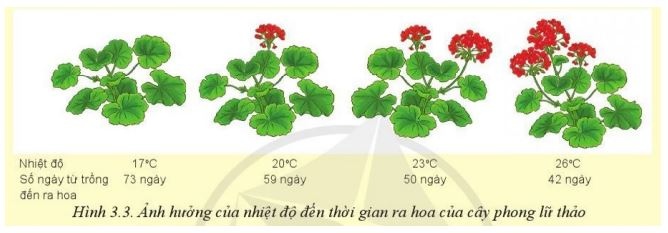 Nhiệt độ 17°C 20°C 23°C 26°C
Số ngày từ trồng 73 ngày 59 ngày 50 ngày 42 ngày
đến ra hoa
Hình 3.3. Ảnh hưởng của nhiệt độ đến thời gian ra hoa của cây phong lữ thảo